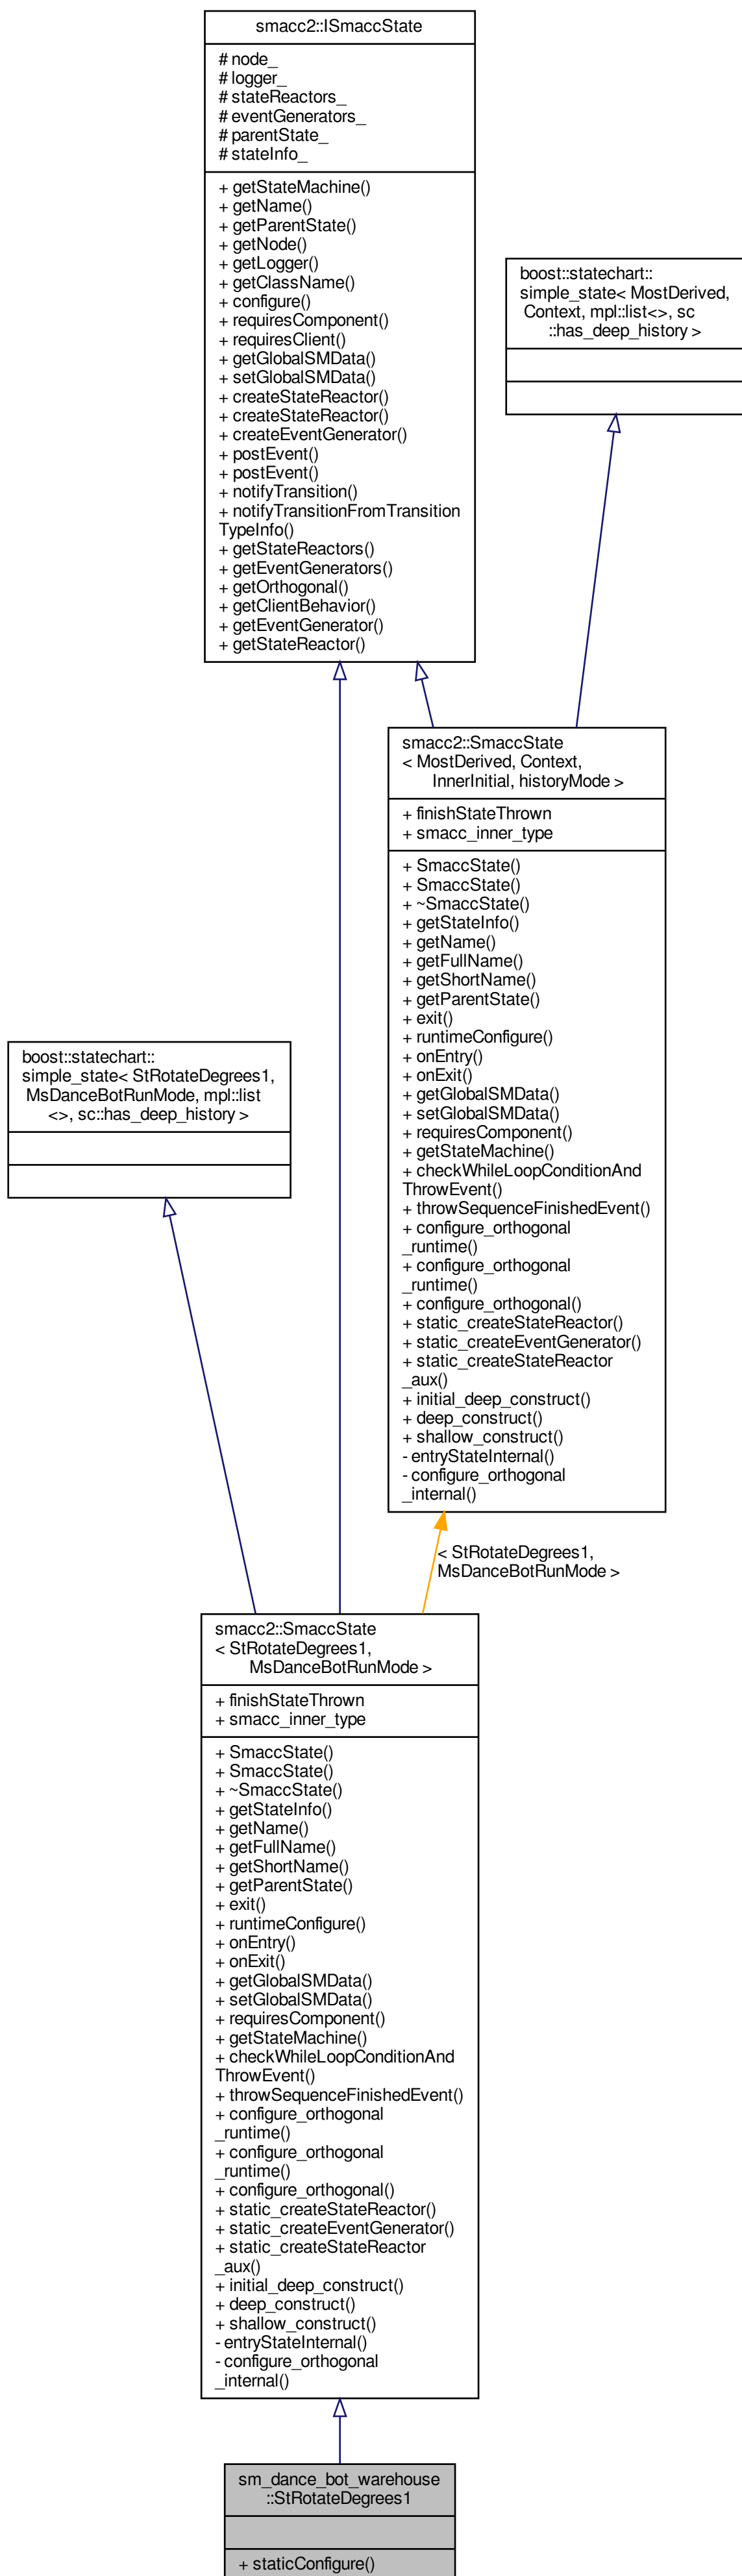 smacc2::ISmaccState
# node_
# logger_
# stateReactors_
# eventGenerators_
# parentState_
# stateInfo_
+ getStateMachine()
+ getName()
+ getParentState()
+ getNode()
+ getLogger()
+ getClassName()
+ configure()
+ requiresComponent()
+ requiresClient()
+ getGlobalSMData()
+ setGlobalSMData()
+ createStateReactor()
+ createStateReactor()
+ createEventGenerator()
+ postEvent()
+ postEvent()
+ notifyTransition()
+ notifyTransitionFromTransition
TypeInfo()
+ getStateReactors()
+ getEventGenerators()
+ getOrthogonal()
+ getClientBehavior()
+ getEventGenerator()
+ getStateReactor()
boost::statechart::
simple_state< MostDerived,
Context, mpl::list<>, sc
::has_deep_history >
smacc2::SmaccState
< MostDerived, Context,
InnerInitial, historyMode >
+ finishStateThrown
+ smacc_inner_type
+ SmaccState()
+ SmaccState()
+ ~SmaccState()
+ getStateInfo()
+ getName()
+ getFullName()
+ getShortName()
+ getParentState()
+ exit()
+ runtimeConfigure()
+ onEntry()
+ onExit()
+ getGlobalSMData()
+ setGlobalSMData()
+ requiresComponent()
+ getStateMachine()
+ checkWhileLoopConditionAnd
ThrowEvent()
+ throwSequenceFinishedEvent()
+ configure_orthogonal
_runtime()
+ configure_orthogonal
_runtime()
+ configure_orthogonal()
+ static_createStateReactor()
+ static_createEventGenerator()
+ static_createStateReactor
_aux()
+ initial_deep_construct()
+ deep_construct()
+ shallow_construct()
- entryStateInternal()
- configure_orthogonal
_internal()
boost::statechart::
simple_state< StRotateDegrees1,
MsDanceBotRunMode, mpl::list
<>, sc::has_deep_history >
< StRotateDegrees1,
MsDanceBotRunMode >
smacc2::SmaccState
< StRotateDegrees1,
MsDanceBotRunMode >
+ finishStateThrown
+ smacc_inner_type
+ SmaccState()
+ SmaccState()
+ ~SmaccState()
+ getStateInfo()
+ getName()
+ getFullName()
+ getShortName()
+ getParentState()
+ exit()
+ runtimeConfigure()
+ onEntry()
+ onExit()
+ getGlobalSMData()
+ setGlobalSMData()
+ requiresComponent()
+ getStateMachine()
+ checkWhileLoopConditionAnd
ThrowEvent()
+ throwSequenceFinishedEvent()
+ configure_orthogonal
_runtime()
+ configure_orthogonal
_runtime()
+ configure_orthogonal()
+ static_createStateReactor()
+ static_createEventGenerator()
+ static_createStateReactor
_aux()
+ initial_deep_construct()
+ deep_construct()
+ shallow_construct()
- entryStateInternal()
- configure_orthogonal
_internal()
sm_dance_bot_warehouse
::StRotateDegrees1
+ staticConfigure()